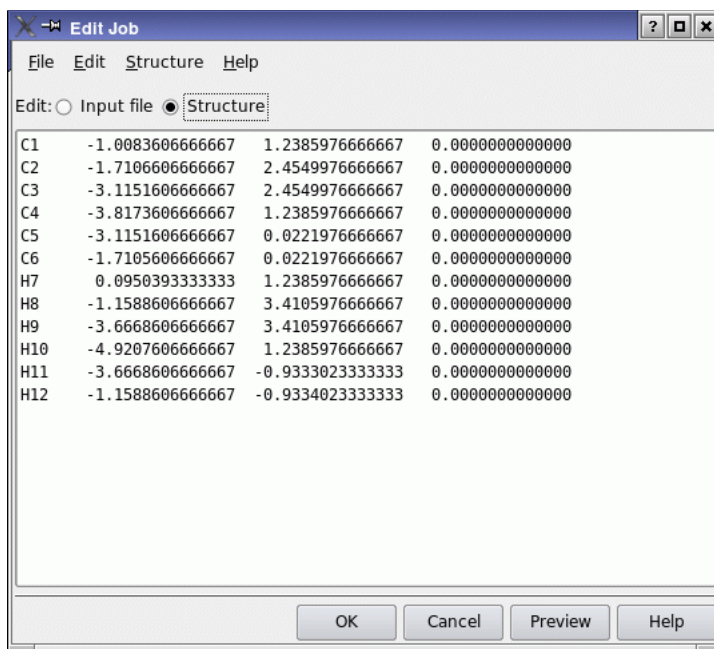 Edit Job
File Edit Structure Help
Edit: Input file Structure
C1 -1.0083606666667 1.2385976666667 0.0000000000000
C2 -1.7106606666667 2.4549976666667 0.0000000000000
C3 -3.1151606666667 2.4549976666667 0.0000000000000
C4 -3.8173606666667 1.2385976666667 0.0000000000000
C5 -3.1151606666667 0.0221976666667 0.0000000000000
C6 -1.7105606666667 0.0221976666667 0.0000000000000
H7 0.0950393333333 1.2385976666667 0.0000000000000
H8 -1.1588606666667 3.4105976666667 0.0000000000000
H9 -3.6668606666667 3.4105976666667 0.0000000000000
H10 -4.9207606666667 1.2385976666667 0.0000000000000
H11 -3.6668606666667 -0.9333023333333 0.0000000000000
H12 -1.1588606666667 -0.9334023333333 0.0000000000000
OK Cancel Preview Help